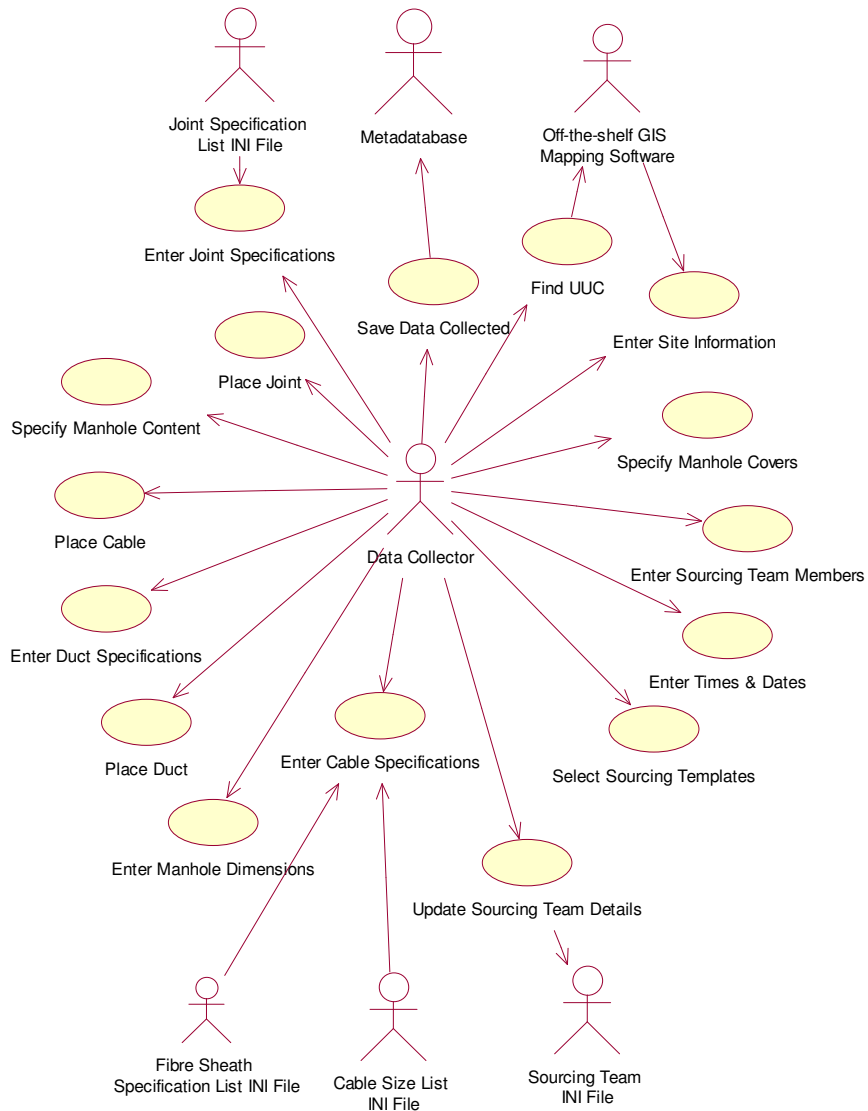 Joint Specification
List INI File
Metadatabase
Off-the-shelf GIS
Mapping Software
Enter Joint Specifications
Find UUC
Save Data Collected
Enter Site Information
Place Joint
Specify Manhole Content
Specify Manhole Covers
Place Cable
Data Collector
Enter Sourcing Team Members
Enter Duct Specifications
Enter Times & Dates
Place Duct
Enter Cable Specifications
Select Sourcing Templates
Enter Manhole Dimensions
Update Sourcing Team Details
Fibre Sheath
Specification List INI File
Cable Size List
INI File
Sourcing Team
INI File